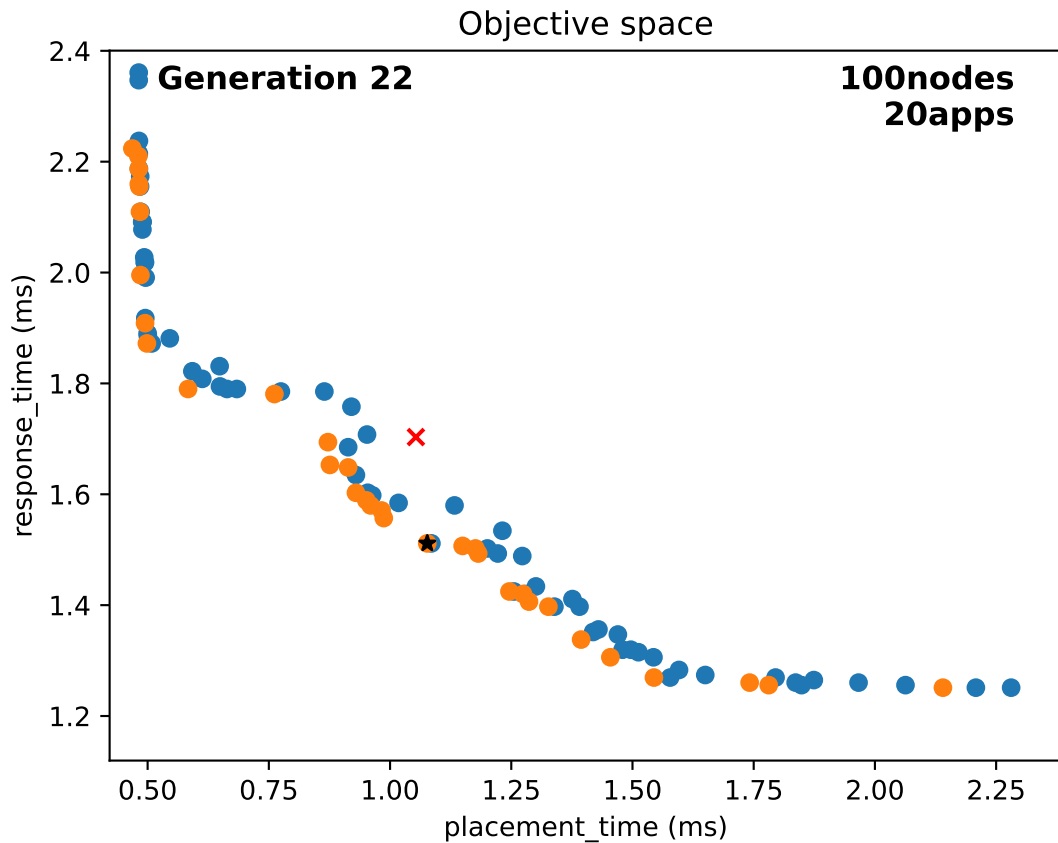 Objective space
Generation 22
100nodes
20apps
response_time (ms)
2.4
2.2
2.0
1.8
1.6
1.4
1.2
0.50 0.75 1.00 1.25 1.50 1.75 2.00 2.25
placement_time (ms)